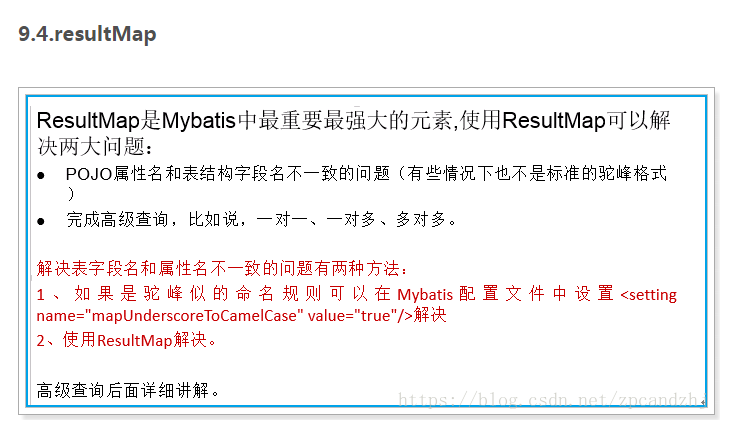 9.4.resultMap
ResultMap是Mybatis中最重要最强大的元素,使用ResultMap可以解
决两大问题：
● POJO属性名和表结构字段名不一致的问题（有些情况下也不是标准的驼峰格式
）
● 完成高级查询，比如说，一对一、一对多、多对多。
解决表字段名和属性名不一致的问题有两种方法：
1、如果是驼峰似的命名规则可以在Mybatis配置文件中设置<setting
name="mapUnderscoreToCamelCase" value="true"/>解决
2、使用ResultMap解决。
高级查询后面详细讲解。
https://blog.csdn.net/zpcandzhj